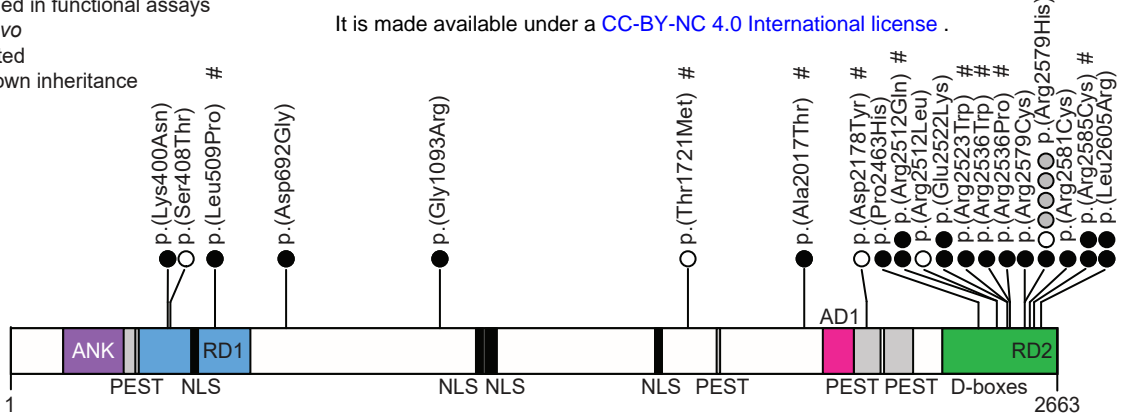 ed in functional assays
vo
ted
own inheritance
It is made available under a CC-BY-NC 4.0 International license .
p.(Lys400Asn)
p.(Ser408Thr)
p.(Leu509Pro) #
p.(Asp692Gly)
p.(Gly1093Arg)
p.(Thr1721Met) #
p.(Ala2017Thr) #
p.(Asp2178Tyr) #
p.(Pro2463His)
p.(Arg2512Gln) #
p.(Arg2512Leu)
p.(Glu2522Lys)
p.(Arg2523Trp) #
p.(Arg2536Trp) #
p.(Arg2536Pro) #
p.(Arg2579Cys)
p.(Arg2579His)
p.(Arg2581Cys)
p.(Arg2585Cys) #
p.(Leu2605Arg)
AD1
ANK RD1 RD2
PEST NLS NLS NLS NLS PEST PEST PEST D-boxes
1 2663